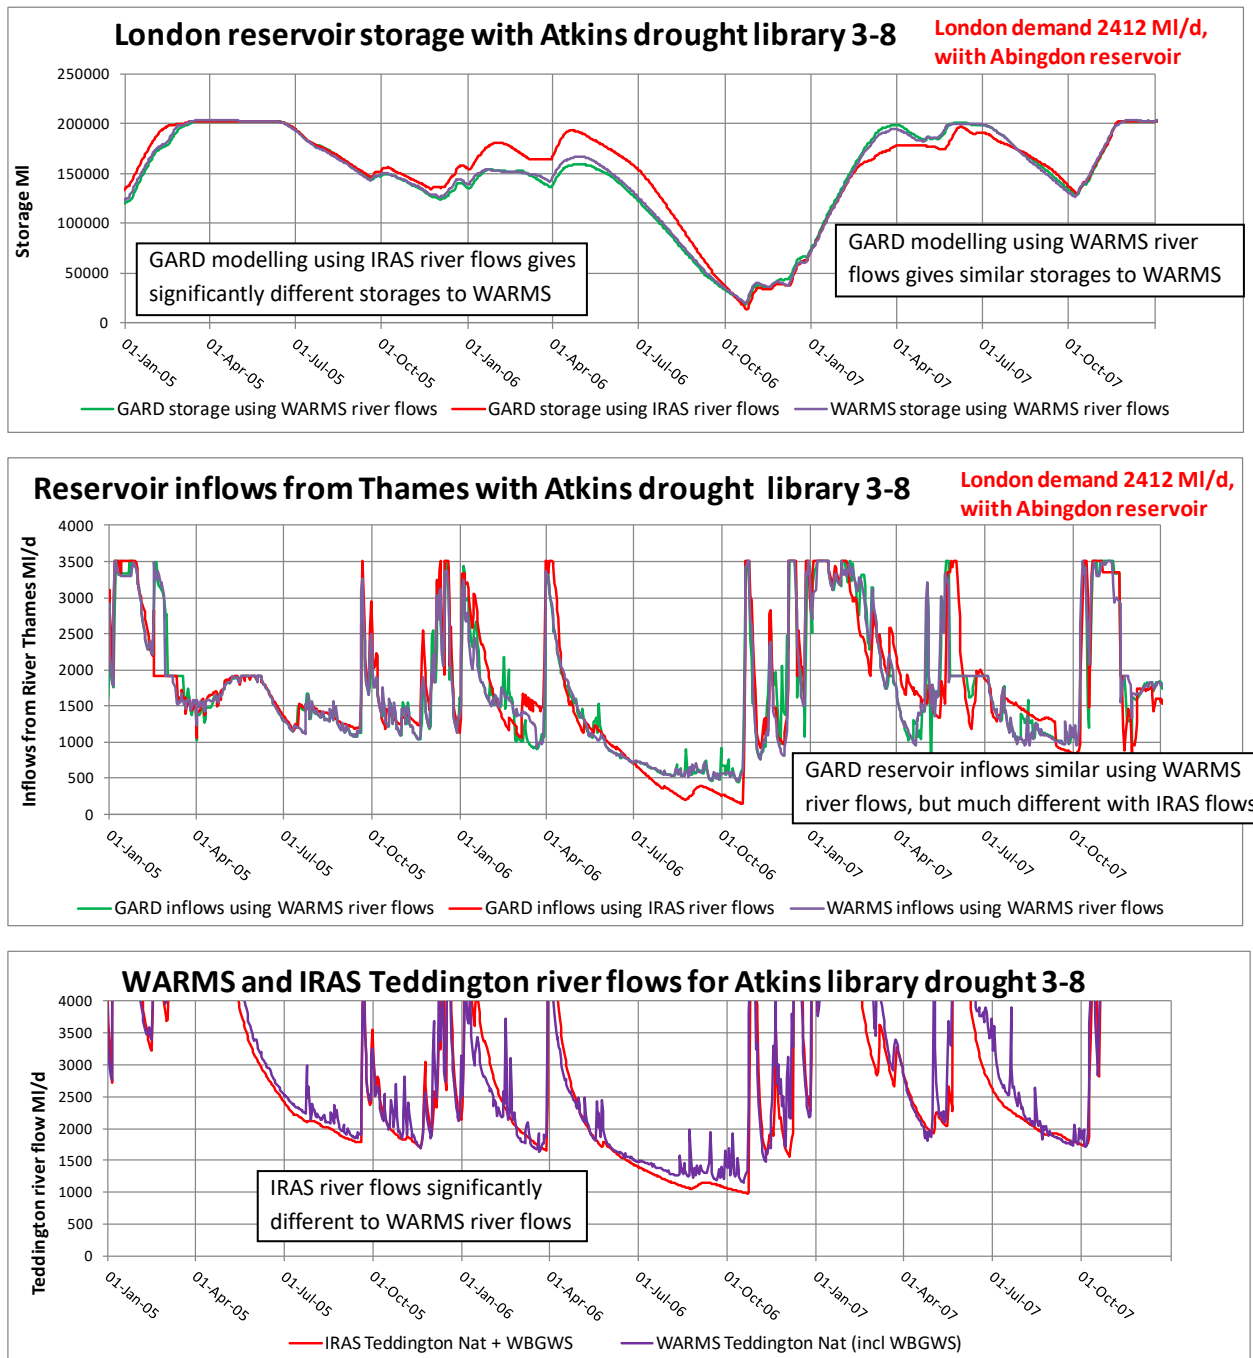 London reservoir storage with Atkins drought library 3-8
London demand 2412 Ml/d,
wiith Abingdon reservoir
Storage Ml
250000
200000
150000
100000
50000
0
GARD modelling using IRAS river flows gives
significantly different storages to WARMS
GARD modelling using WARMS river
flows gives similar storages to WARMS
01-Jan-05
01-Apr-05
01-Jul-05
01-Oct-05
01-Jan-06
01-Apr-06
01-Jul-06
01-Oct-06
01-Jan-07
01-Apr-07
01-Jul-07
01-Oct-07
GARD storage using WARMS river flows
GARD storage using IRAS river flows
WARMS storage using WARMS river flows
Reservoir inflows from Thames with Atkins drought library 3-8
London demand 2412 Ml/d,
wiith Abingdon reservoir
Inflows from River Thames Ml/d
4000
3500
3000
2500
2000
1500
1000
500
0
GARD reservoir inflows similar using WARMS
river flows, but much different with IRAS flows
01-Jan-05
01-Apr-05
01-Jul-05
01-Oct-05
01-Jan-06
01-Apr-06
01-Jul-06
01-Oct-06
01-Jan-07
01-Apr-07
01-Jul-07
01-Oct-07
GARD inflows using WARMS river flows
GARD inflows using IRAS river flows
WARMS inflows using WARMS river flows
WARMS and IRAS Teddington river flows for Atkins library drought 3-8
Teddington river flow Ml/d
4000
3500
3000
2500
2000
1500
1000
500
0
IRAS river flows significantly
different to WARMS river flows
01-Jan-05
01-Apr-05
01-Jul-05
01-Oct-05
01-Jan-06
01-Apr-06
01-Jul-06
01-Oct-06
01-Jan-07
01-Apr-07
01-Jul-07
01-Oct-07
IRAS Teddington Nat + WBGWS
WARMS Teddington Nat (incl WBGWS)